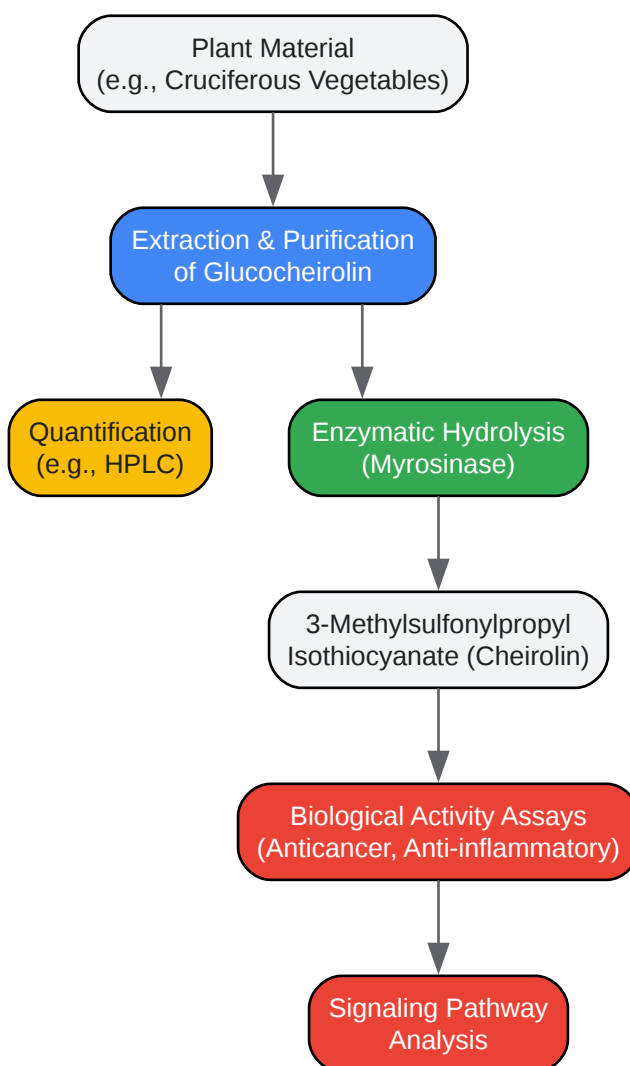 Plant Material
(e.g., Cruciferous Vegetables)
Extraction & Purification
of Glucocheirolin
Quantification
(e.g., HPLC)
Enzymatic Hydrolysis
(Myrosinase)
3-Methylsulfonylpropyl
Isothiocyanate (Cheirolin)
Biological Activity Assays
(Anticancer, Anti-inflammatory)
Signaling Pathway
Analysis